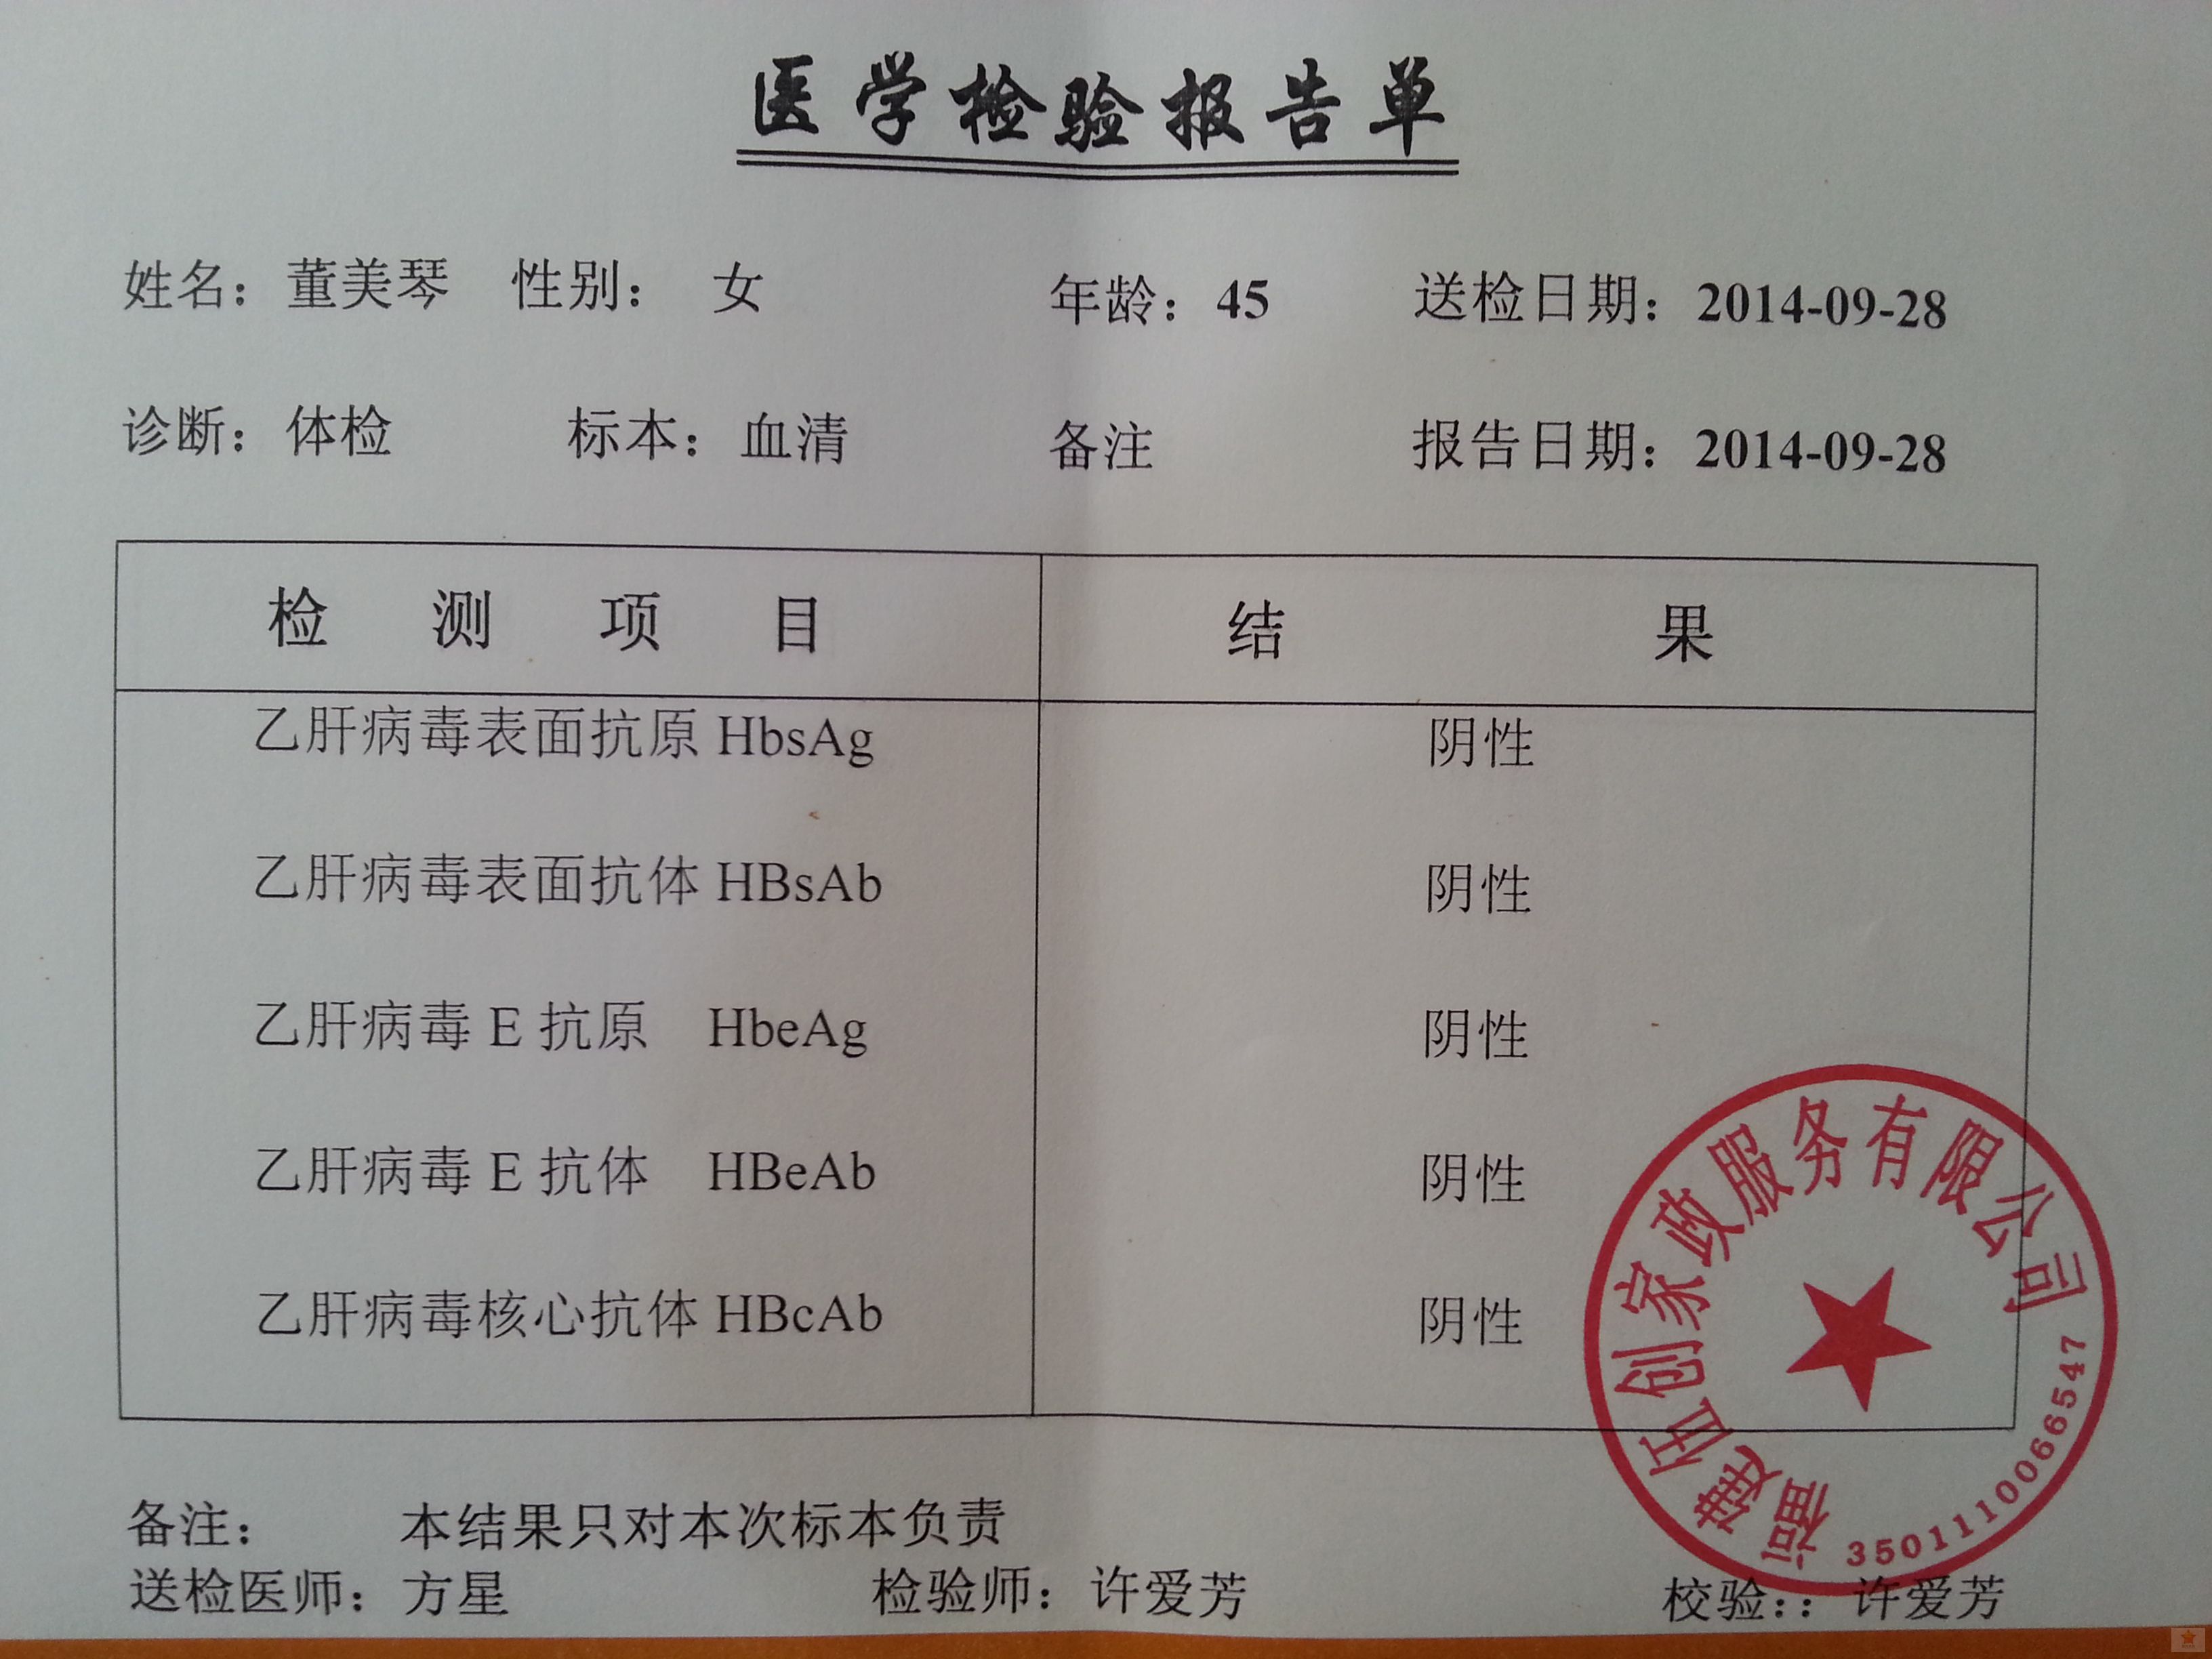 医学检验报告单
姓名：董美琴 性别： 女 年龄：45 送检日期：2014-09-28
诊断：体检 标本：血清 备注 报告日期：2014-09-28
检测项目 结果
乙肝病毒表面抗原 HbsAg 阴性
乙肝病毒表面抗体 HBsAb 阴性
乙肝病毒 E 抗原 HbeAg 阴性
乙肝病毒 E 抗体 HBeAb 阴性
乙肝病毒核心抗体 HBcAb 阴性
福建伍创家政服务有限公司
3501110066547
备注： 本结果只对本次标本负责
送检医师：方星 检验师：许爱芳 校验：：许爱芳